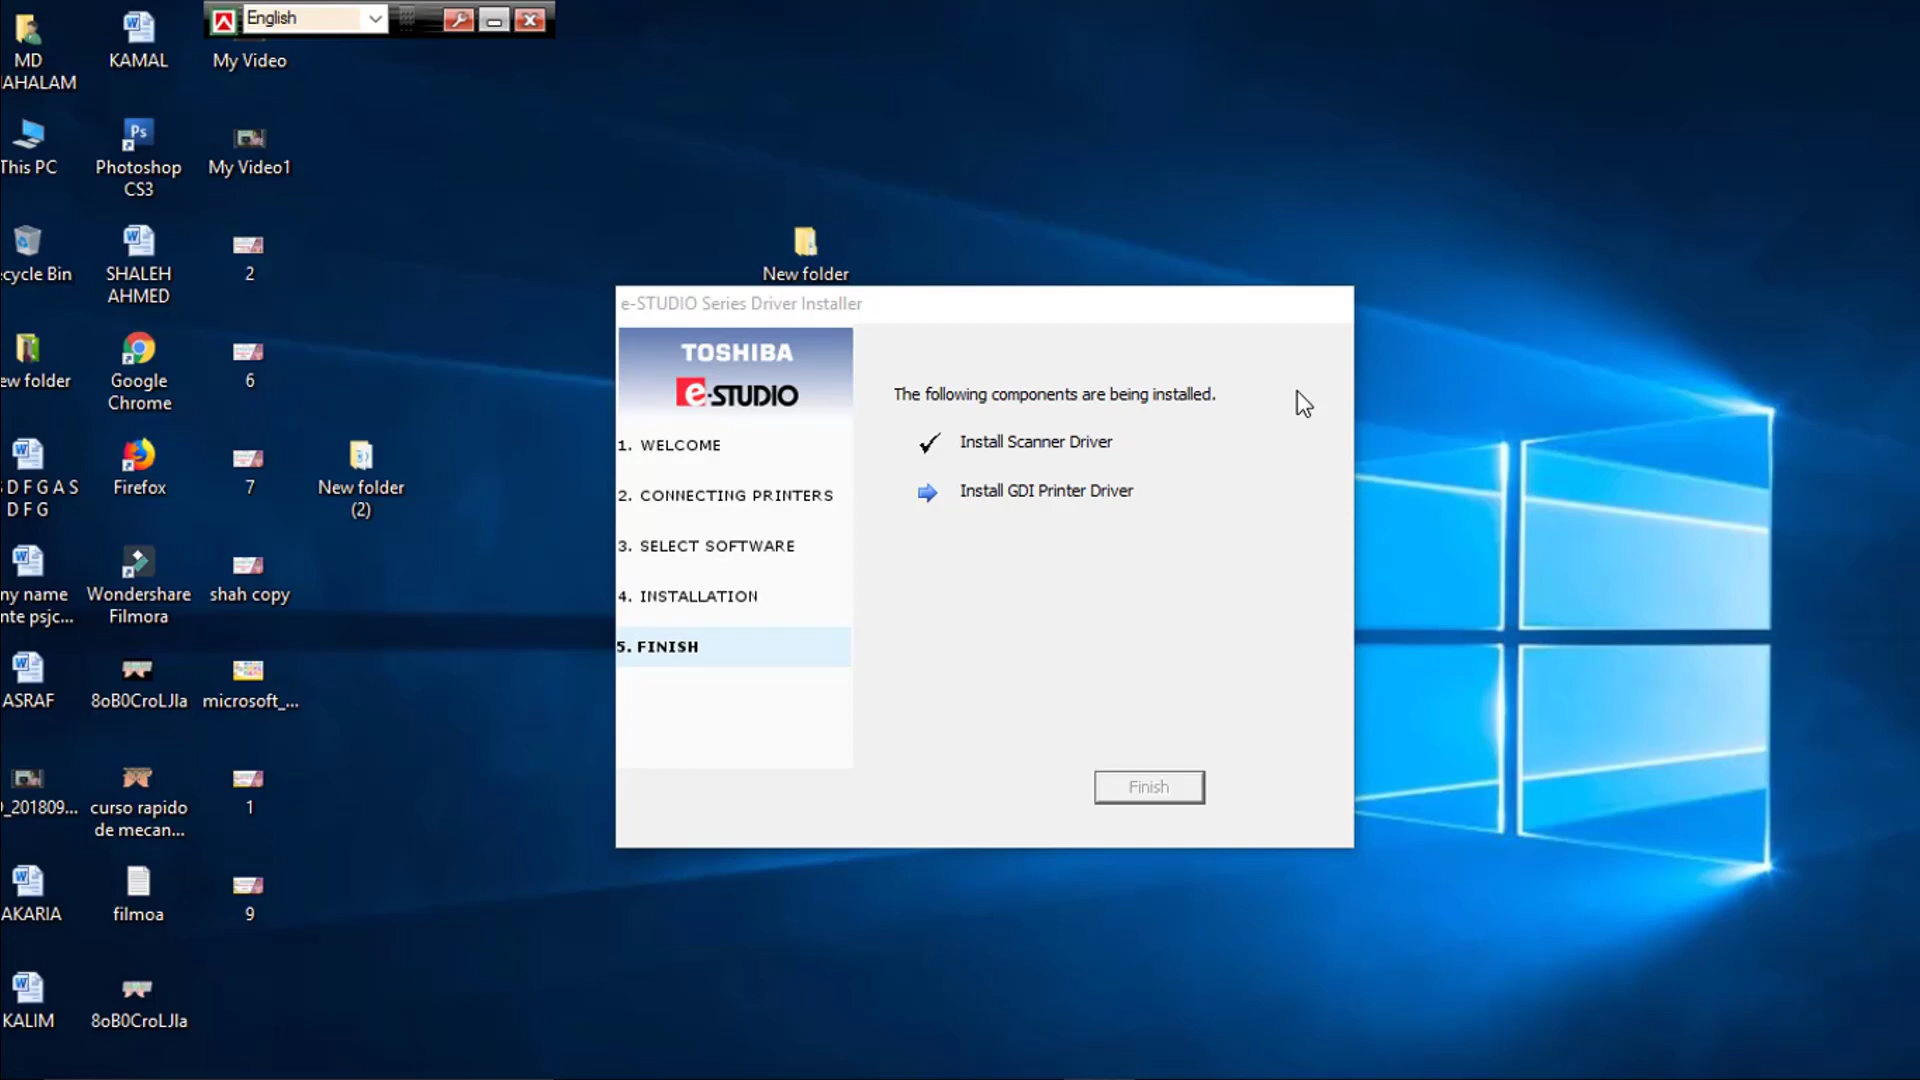 English
MD
AHALAM
KAMAL
My Video
This PC
Ps
Photoshop
CS3
My Video1
ecycle Bin
SHALEH
AHMED
2
New folder
ew folder
Google
Chrome
6
D F G A S
D F G
Firefox
7
New folder
(2)
ny name
nte psjc...
Wondershare
Filmora
shah copy
ASRAF
8oB0CroLJIa
microsoft_...
_201809...
curso rapido
de mecan...
1
AKARIA
filmoa
9
KALIM
8oB0CroLJIa
e-STUDIO Series Driver Installer
TOSHIBA
e-STUDIO
1. WELCOME
2. CONNECTING PRINTERS
3. SELECT SOFTWARE
4. INSTALLATION
5. FINISH
The following components are being installed.
Install Scanner Driver
Install GDI Printer Driver
Finish